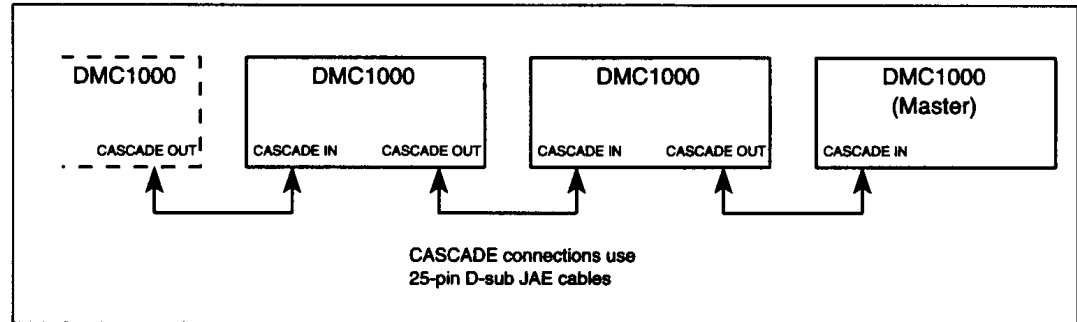 DMC1000
DMC1000
DMC1000
DMC1000
(Master)
CASCADE OUT
CASCADE IN
CASCADE OUT
CASCADE IN
CASCADE OUT
CASCADE IN
CASCADE connections use
25-pin D-sub JAE cables